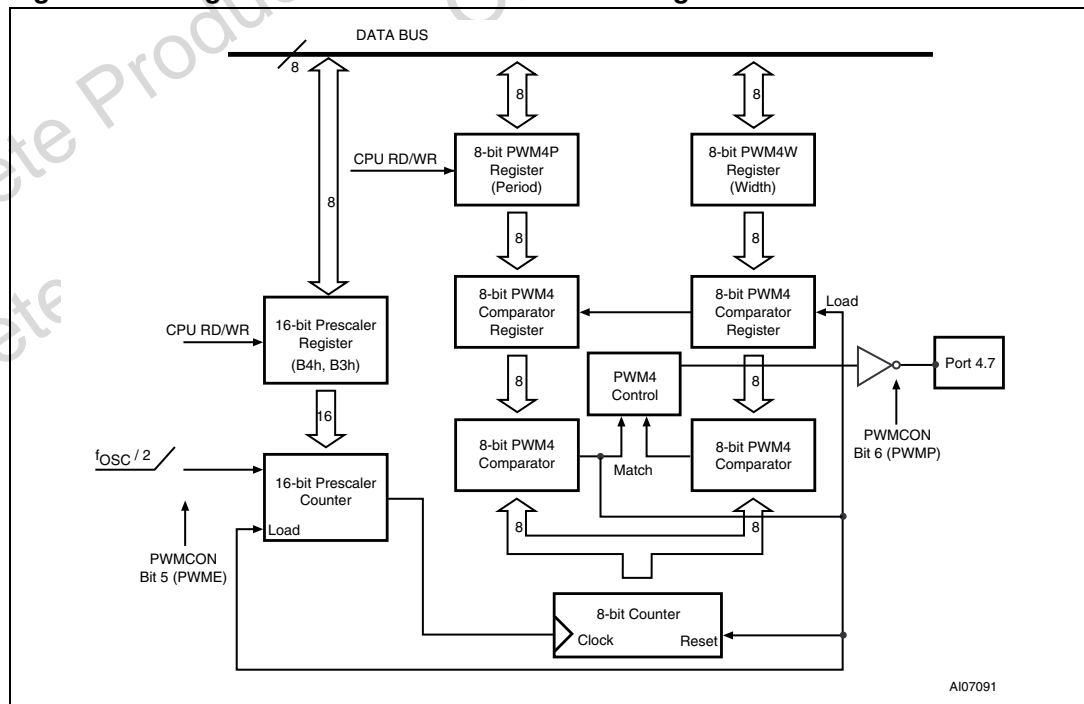 ete Produc
ete
DATA BUS
8
8
8
CPU RD/WR
8-bit PWM4P
Register
(Period)
8-bit PWM4W
Register
(Width)
8
8
8
CPU RD/WR
16-bit Prescaler
Register
(B4h, B3h)
8-bit PWM4
Comparator
Register
8-bit PWM4
Comparator
Register
Load
16
8
PWM4
Control
8
Port 4.7
PWMCON
Bit 6 (PWMP)
fOSC / 2
16-bit Prescaler
Counter
Load
8-bit PWM4
Comparator
Match
8-bit PWM4
Comparator
8
8
PWMCON
Bit 5 (PWME)
8-bit Counter
Clock
Reset
AI07091